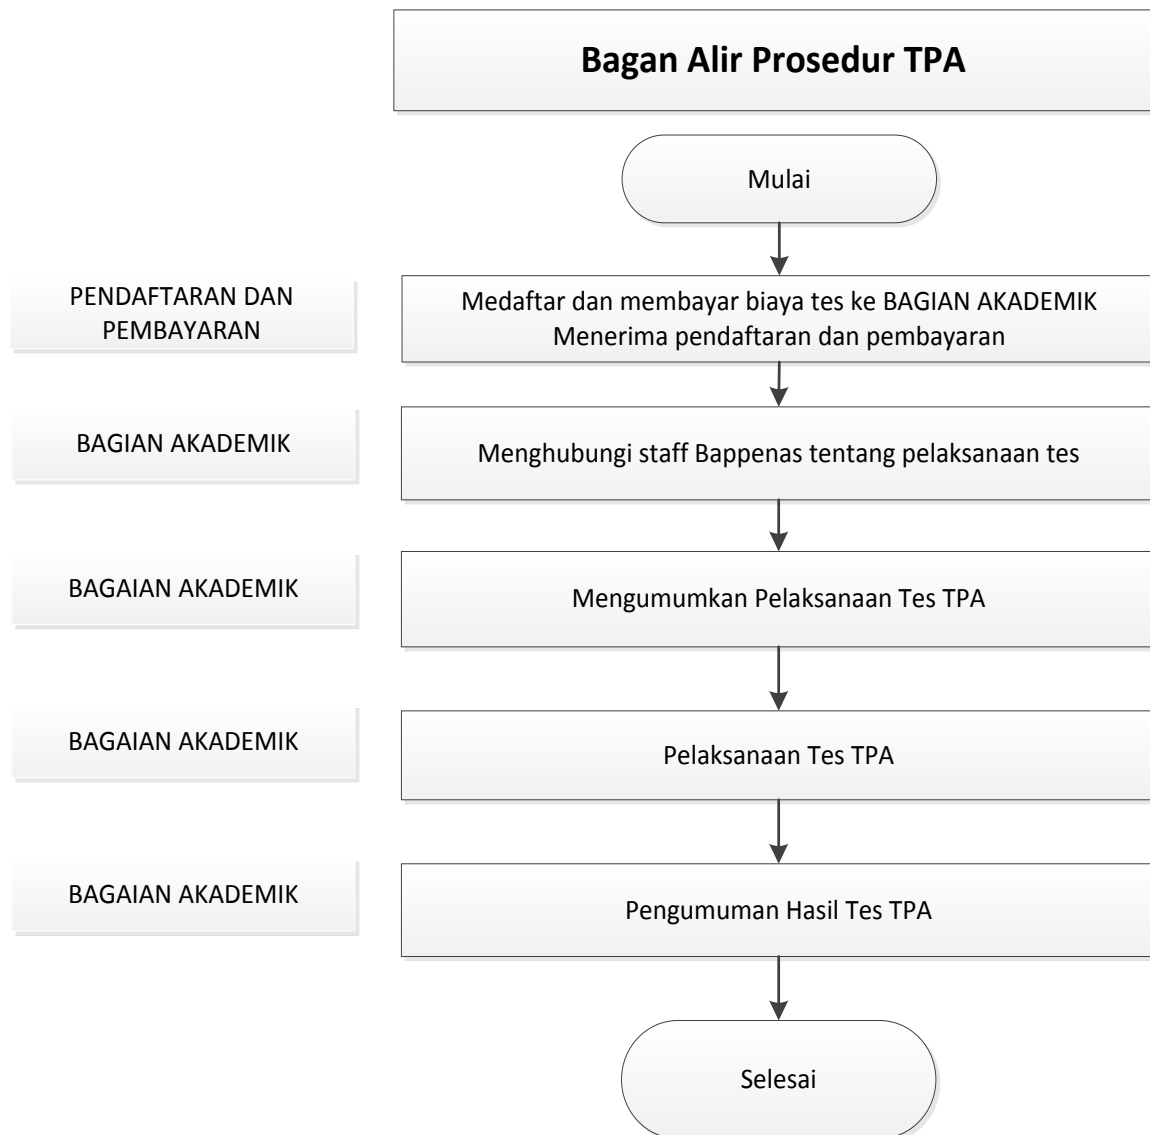 Bagan Alir Prosedur TPA
Mulai
PENDAFTARAN DAN
PEMBAYARAN
Medaftar dan membayar biaya tes ke BAGIAN AKADEMIK
Menerima pendaftaran dan pembayaran
BAGIAN AKADEMIK
Menghubungi staff Bappenas tentang pelaksanaan tes
BAGAIAN AKADEMIK
Mengumumkan Pelaksanaan Tes TPA
BAGAIAN AKADEMIK
Pelaksanaan Tes TPA
BAGAIAN AKADEMIK
Pengumuman Hasil Tes TPA
Selesai